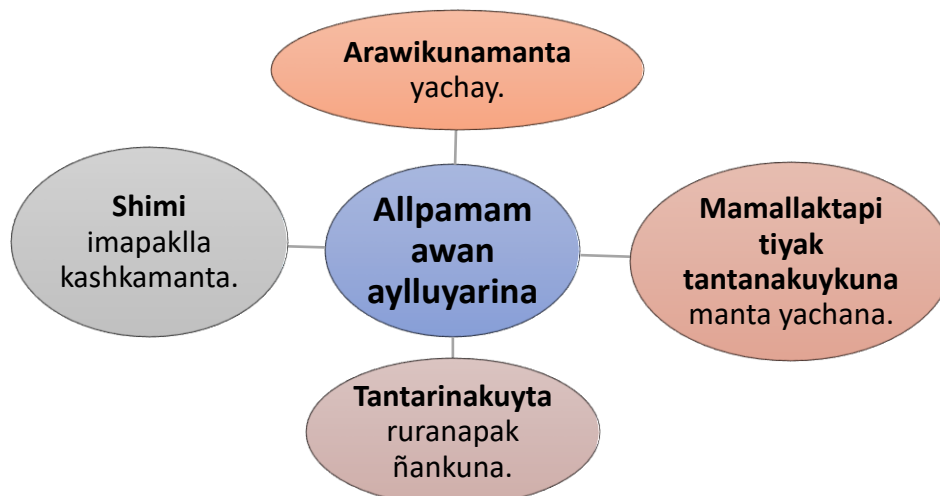 Arawikunamanta
yachay.
Shimi
imapaklla
kashkamanta.
Allpamam
awan
aylluyarina
Mamallaktapi
tiyak
tantanakuykuna
manta yachana.
Tantarinakuyta
ruranapak
ñankuna.